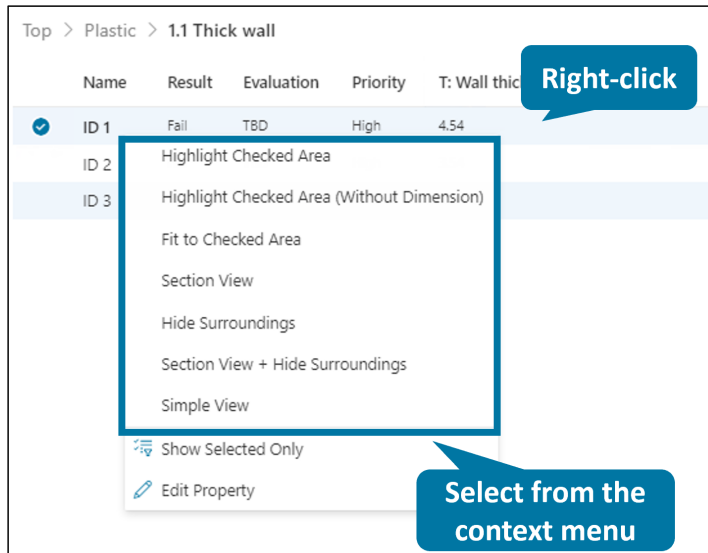 Top > Plastic > 1.1 Thick wall
Name Result Evaluation Priority T: Wall thic
Right-click
ID 1 Fail TBD High 4.54
Highlight Checked Area
ID 2
Highlight Checked Area (Without Dimension)
ID 3
Fit to Checked Area
Section View
Hide Surroundings
Section View + Hide Surroundings
Simple View
Show Selected Only
Edit Property
Select from the
context menu